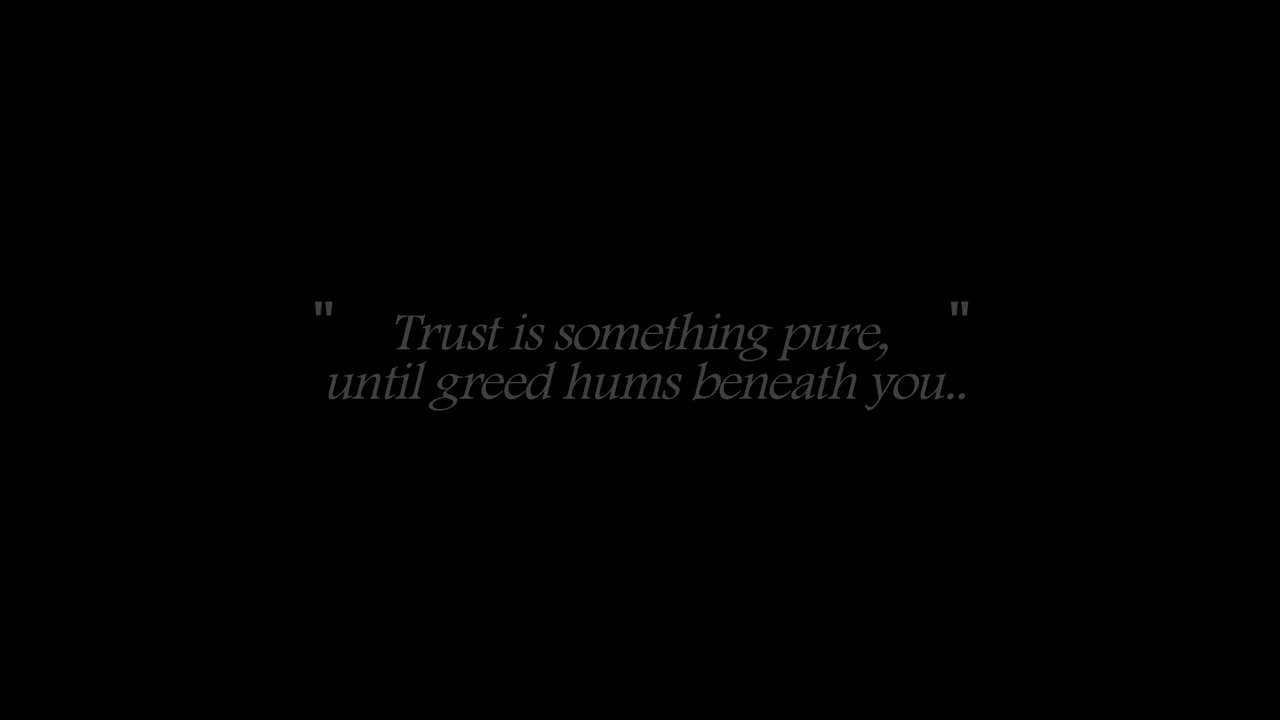 " Trust is something pure, "
until greed hums beneath you..